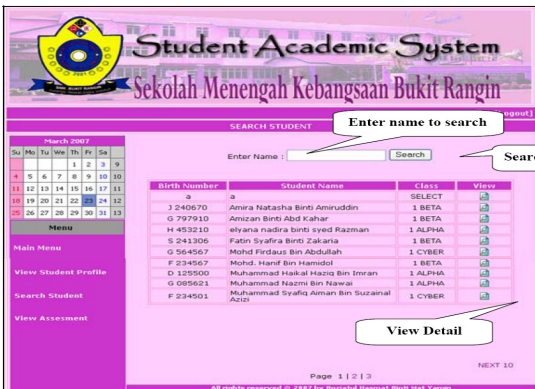 Student Academic System
Sekolah Menengah Kebangsaan Bukit Rangin
ogout]
SEARCH STUDENT
Enter name to search
March 2007
Su Mo Tu We Th Fr Sa
1 2 3 9
4 5 6 7 8 9 10 10
11 12 13 14 15 16 17 11
18 19 20 21 22 23 24 12
25 26 27 28 29 30 31 13
Menu
Main Menu
View Student Profile
Search Student
View Assesment
Enter Name :
Search
Searc
Birth Number Student Name Class View
a a SELECT
J 240670 Amira Natasha Binti Amiruddin 1 BETA
G 797910 Amizan Binti Abd Kahar 1 BETA
H 453210 elyana nadira binti syed Razman 1 ALPHA
S 241306 Fatin Syafira Binti Zakaria 1 BETA
G 564567 Mohd Firdaus Bin Abdullah 1 CYBER
F 234567 Mohd. Hanif Bin Hamidol 1 BETA
D 125500 Muhammad Haikal Haziq Bin Imran 1 ALPHA
G 085621 Muhammad Nazmi Bin Nawai 1 ALPHA
F 234501 Muhammad Syafiq Aiman Bin Suzainal Azizi 1 CYBER
View Detail
NEXT 10
Page 1 | 2 | 3
All rights reserved © 2007 by